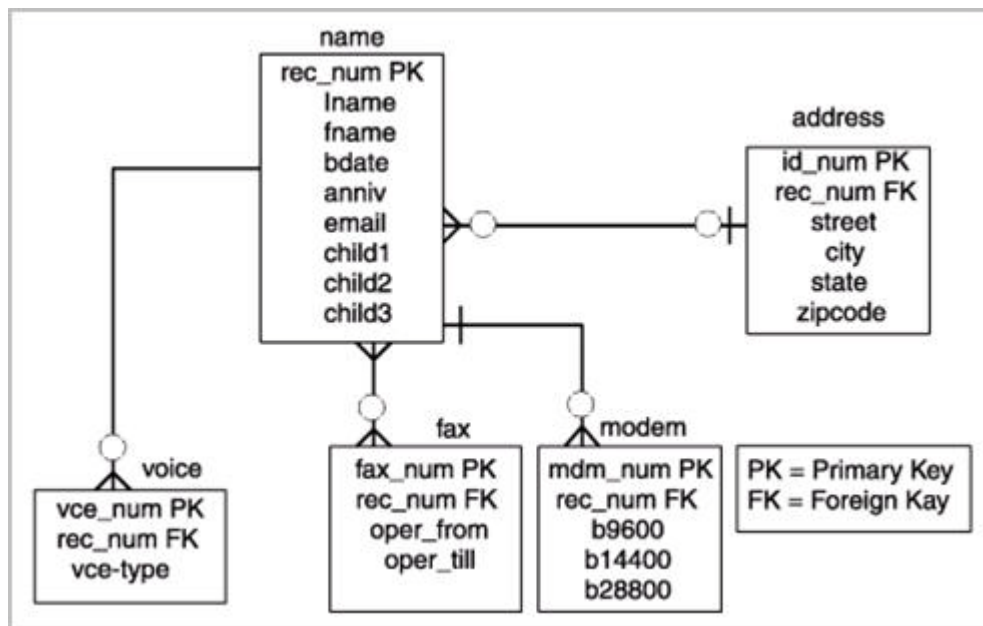 name
rec_num PK
lname
fname
bdate
anniv
email
child1
child2
child3
address
id_num PK
rec_num FK
street
city
state
zipcode
voice
vce_num PK
rec_num FK
vce-type
fax
fax_num PK
rec_num FK
oper_from
oper_till
modem
mdm_num PK
rec_num FK
b9600
b14400
b28800
PK = Primary Key
FK = Foreign Kay